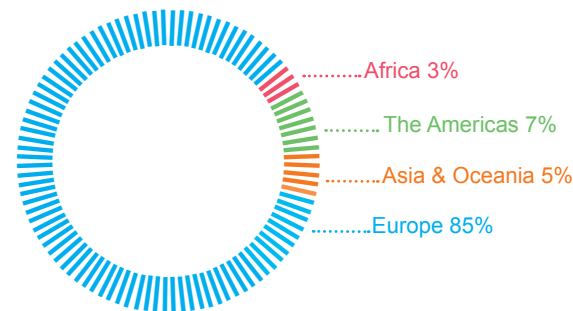 Africa 3%
The Americas 7%
Asia & Oceania 5%
Europe 85%